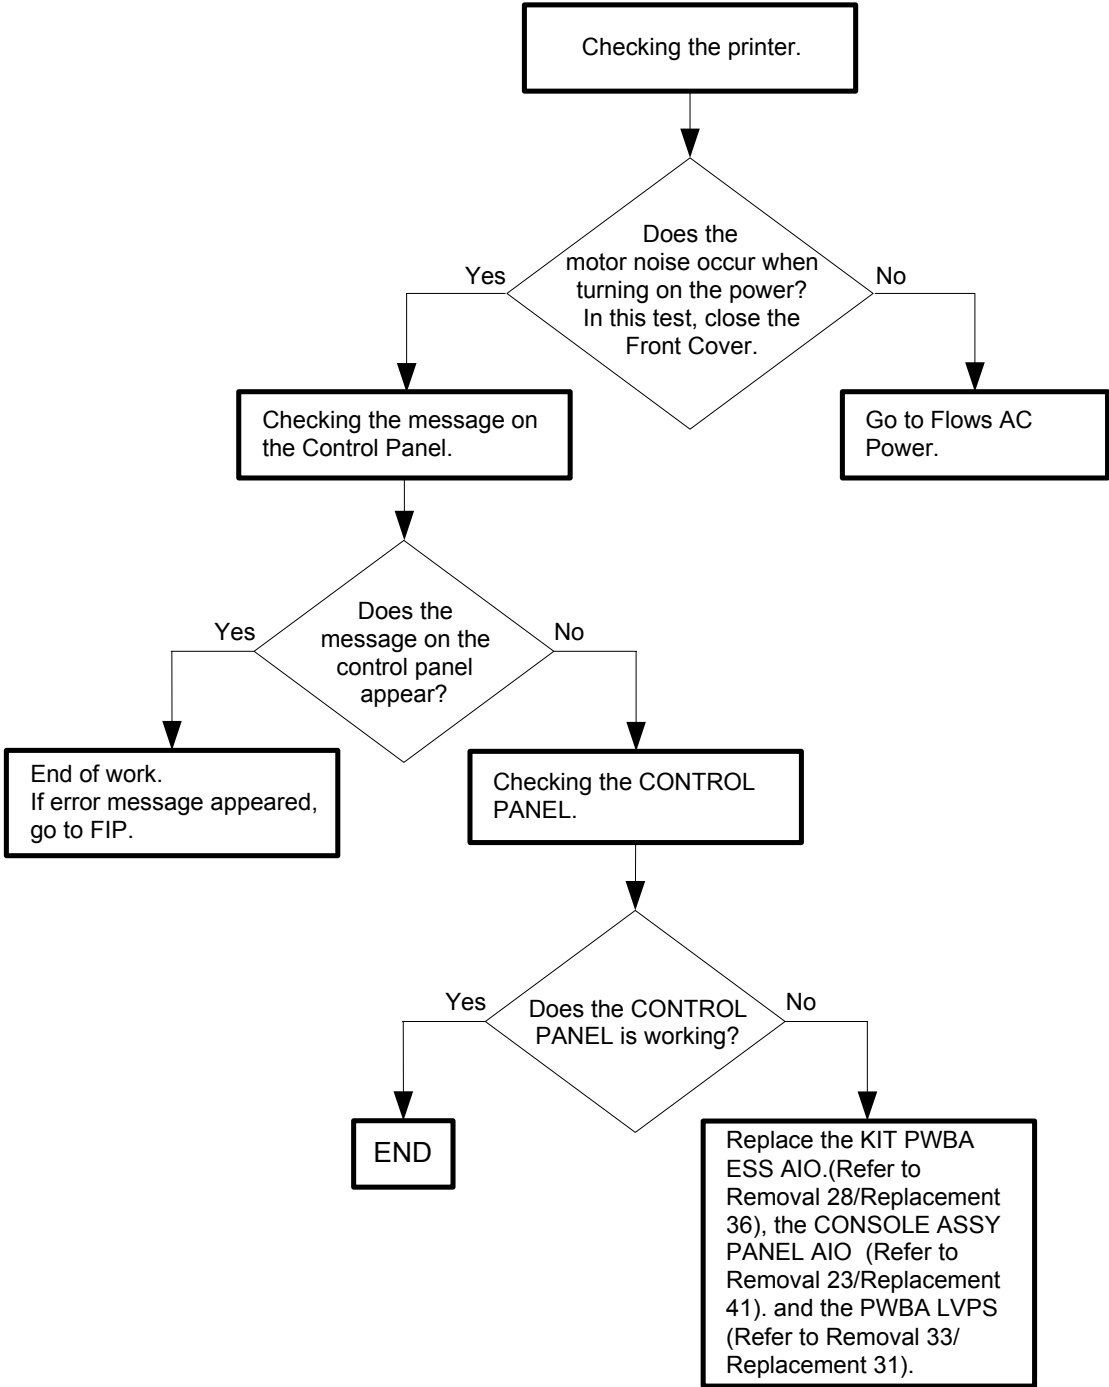 Checking the printer.
Does the
motor noise occur when
turning on the power?
In this test, close the
Front Cover.
Yes
No
Checking the message on
the Control Panel.
Go to Flows AC
Power.
Does the
message on the
control panel
appear?
Yes
No
End of work.
If error message appeared,
go to FIP.
Checking the CONTROL
PANEL.
Does the CONTROL
PANEL is working?
Yes
No
END
Replace the KIT PWBA
ESS AIO.(Refer to
Removal 28/Replacement
36), the CONSOLE ASSY
PANEL AIO  (Refer to
Removal 23/Replacement
41). and the PWBA LVPS
(Refer to Removal 33/
Replacement 31).